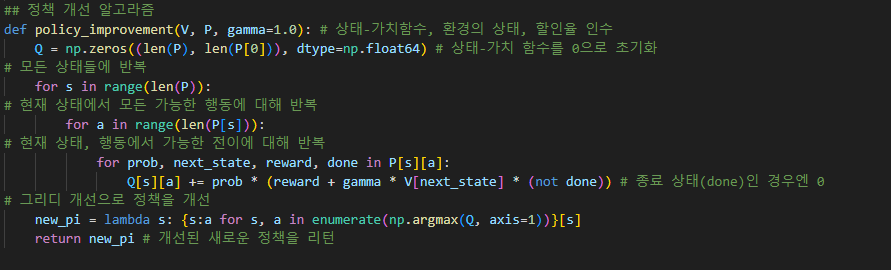 ## 정책 개선 알고라즘
def policy_improvement(V, P, gamma=1.0): # 상태-가치함수, 환경의 상태, 할인율 인수
    Q = np.zeros((len(P), len(P[0])), dtype=np.float64) # 상태-가치 함수를 0으로 초기화
# 모든 상태들에 반복
    for s in range(len(P)):
# 현재 상태에서 모든 가능한 행동에 대해 반복
        for a in range(len(P[s])):
# 현재 상태, 행동에서 가능한 전이에 대해 반복
            for prob, next_state, reward, done in P[s][a]:
                Q[s][a] += prob * (reward + gamma * V[next_state] * (not done)) # 종료 상태(done)인 경우엔 0
# 그리디 개선으로 정책을 개선
    new_pi = lambda s: {s:a for s, a in enumerate(np.argmax(Q, axis=1))}[s]
    return new_pi # 개선된 새로운 정책을 리턴